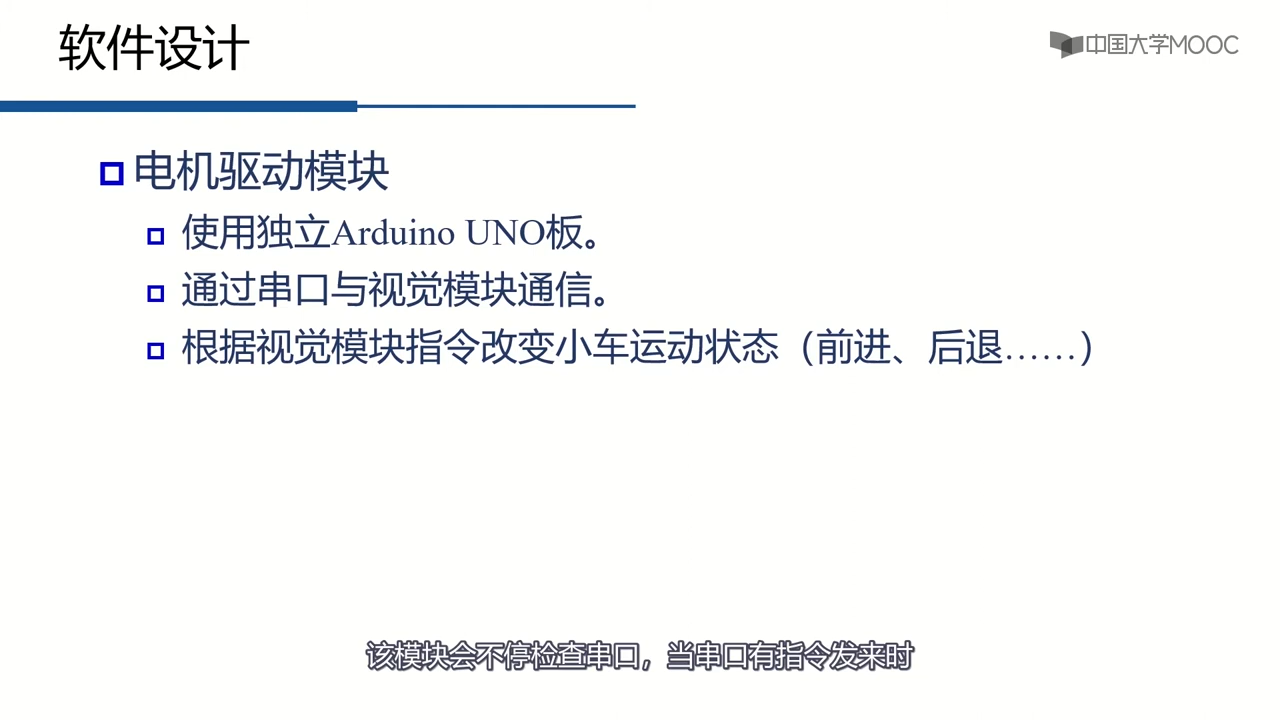 软件设计
中国大学MOOC
电机驱动模块
使用独立Arduino UNO板。
通过串口与视觉模块通信。
根据视觉模块指令改变小车运动状态（前进、后退……）
该模块会不停检查串口，当串口有指令发来时